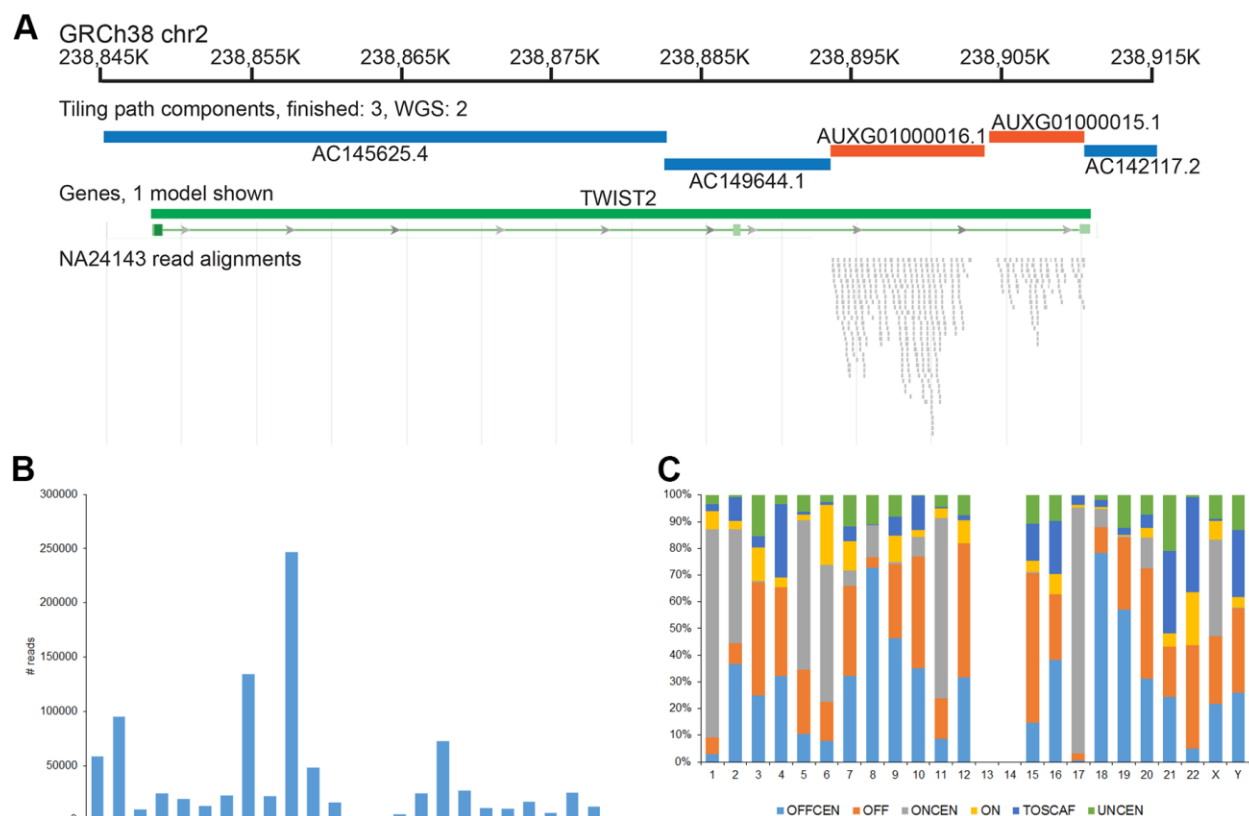 A
GRCh38 chr2
238,845K 238,855K 238,865K 238,875K 238,885K 238,895K 238,905K 238,915K
Tiling path components, finished: 3, WGS: 2
AUXG01000015.1
AUXG01000016.1
AC145625.4
AC149644.1
AC142117.2
Genes, 1 model shown
TWIST2
NA24143 read alignments
B
300000
250000
200000
150000
100000
50000
# reads
C
100%
90%
80%
70%
60%
50%
40%
30%
20%
10%
0%
1 2 3 4 5 6 7 8 9 10 11 12 13 14 15 16 17 18 19 20 21 22 X Y
OFFCEN OFF ONCEN ON TOSCAF UNCEN